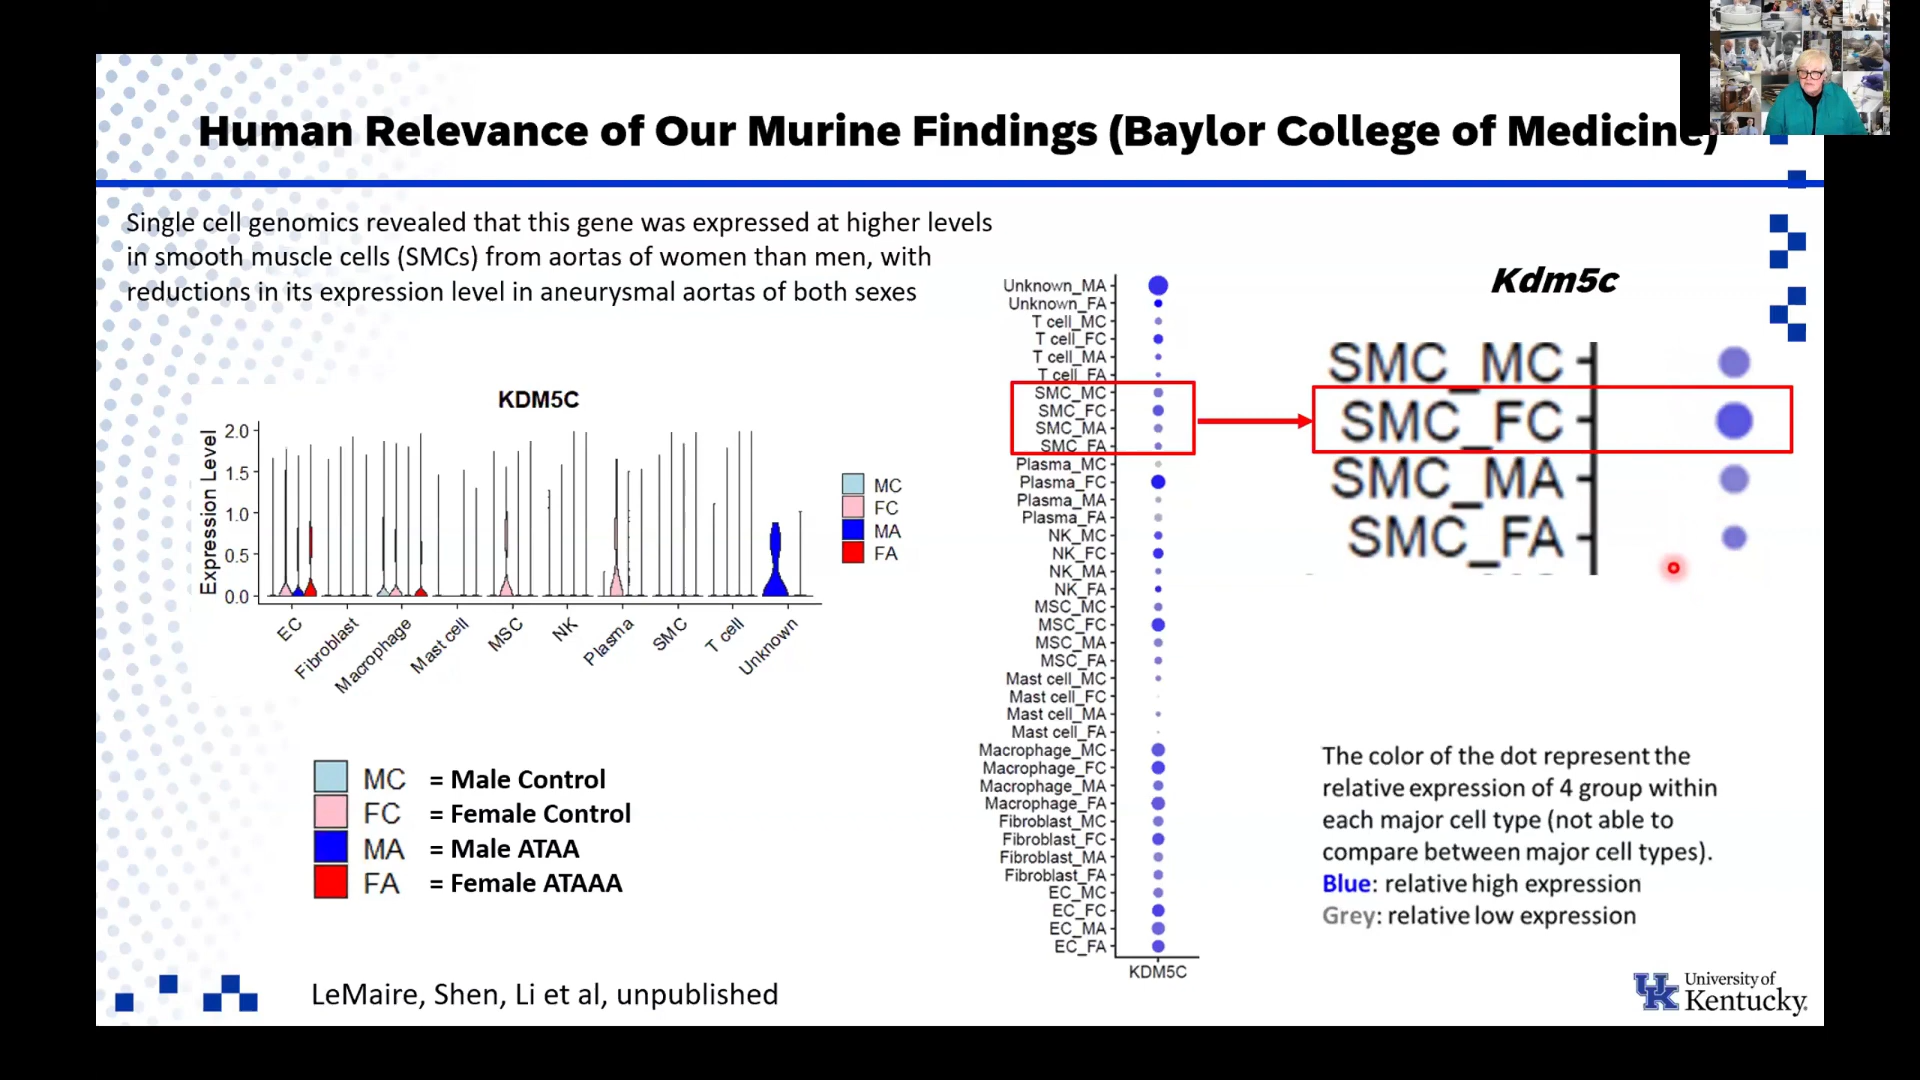 Human Relevance of Our Murine Findings (Baylor College of Medicine)
Single cell genomics revealed that this gene was expressed at higher levels
in smooth muscle cells (SMCs) from aortas of women than men, with
reductions in its expression level in aneurysmal aortas of both sexes
KDM5C
Expression Level
2.0
1.5
1.0
0.5
0.0
EC
Fibroblast
Macrophage
Mast cell
MSC
NK
Plasma
SMC
T cell
Unknown
MC
FC
MA
FA
MC = Male Control
FC = Female Control
MA = Male ATAA
FA = Female ATAAA
LeMaire, Shen, Li et al, unpublished
Unknown_MA
Unknown_FA
T cell_MC
T cell_FC
T cell_MA
T cell_FA
SMC_MC
SMC_FC
SMC_MA
SMC_FA
Plasma_MC
Plasma_FC
Plasma_MA
Plasma_FA
NK_MC
NK_FC
NK_MA
NK_FA
MSC_MC
MSC_FC
MSC_MA
MSC_FA
Mast cell_MC
Mast cell_FC
Mast cell_MA
Mast cell_FA
Macrophage_MC
Macrophage_FC
Macrophage_MA
Macrophage_FA
Fibroblast_MC
Fibroblast_FC
Fibroblast_MA
Fibroblast_FA
EC_MC
EC_FC
EC_MA
EC_FA
KDM5C
Kdm5c
SMC_MC
SMC_FC
SMC_MA
SMC_FA
The color of the dot represent the
relative expression of 4 group within
each major cell type (not able to
compare between major cell types).
Blue: relative high expression
Grey: relative low expression
UK
University of
Kentucky